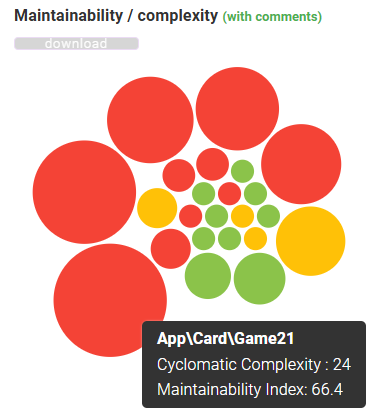 Maintainability / complexity (with comments)
download
App\Card\Game21
Cyclomatic Complexity : 24
Maintainability Index: 66.4